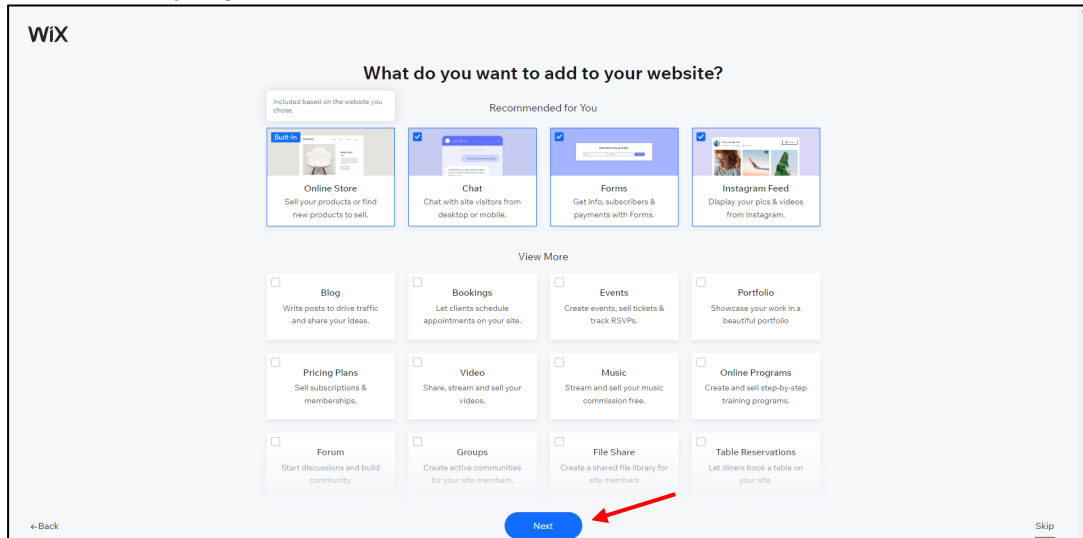 WiX
What do you want to add to your website?
Included based on the website you
chose.
Recommended for You
Built-In
Online Store
Sell your products or find
new products to sell.
Chat
Chat with site visitors from
desktop or mobile.
Forms
Get info, subscribers &
payments with Forms.
Instagram Feed
Display your pics & videos
from Instagram.
View More
Blog
Write posts to drive traffic
and share your ideas.
Bookings
Let clients schedule
appointments on your site.
Events
Create events, sell tickets &
track RSVPs.
Portfolio
Showcase your work in a
beautiful portfolio
Pricing Plans
Sell subscriptions &
memberships.
Video
Share, stream and sell your
videos.
Music
Stream and sell your music
commission free.
Online Programs
Create and sell step-by-step
training programs.
Forum
Start discussions and build
community.
Groups
Create active communities
for your site members.
File Share
Create a shared file library for
site members
Table Reservations
Let diners book a table on
your site.
←Back
Next
Skip